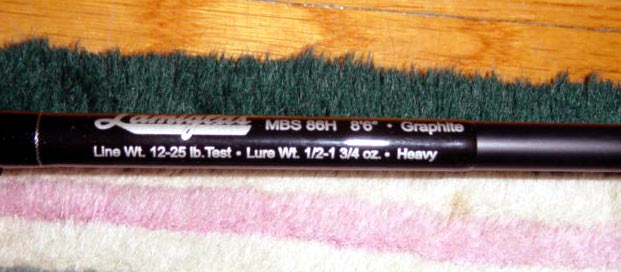 Lamiglas MBS 86H 8'6" • Graphite
Line Wt. 12-25 lb.Test • Lure Wt. 1/2-1 3/4 oz. • Heavy